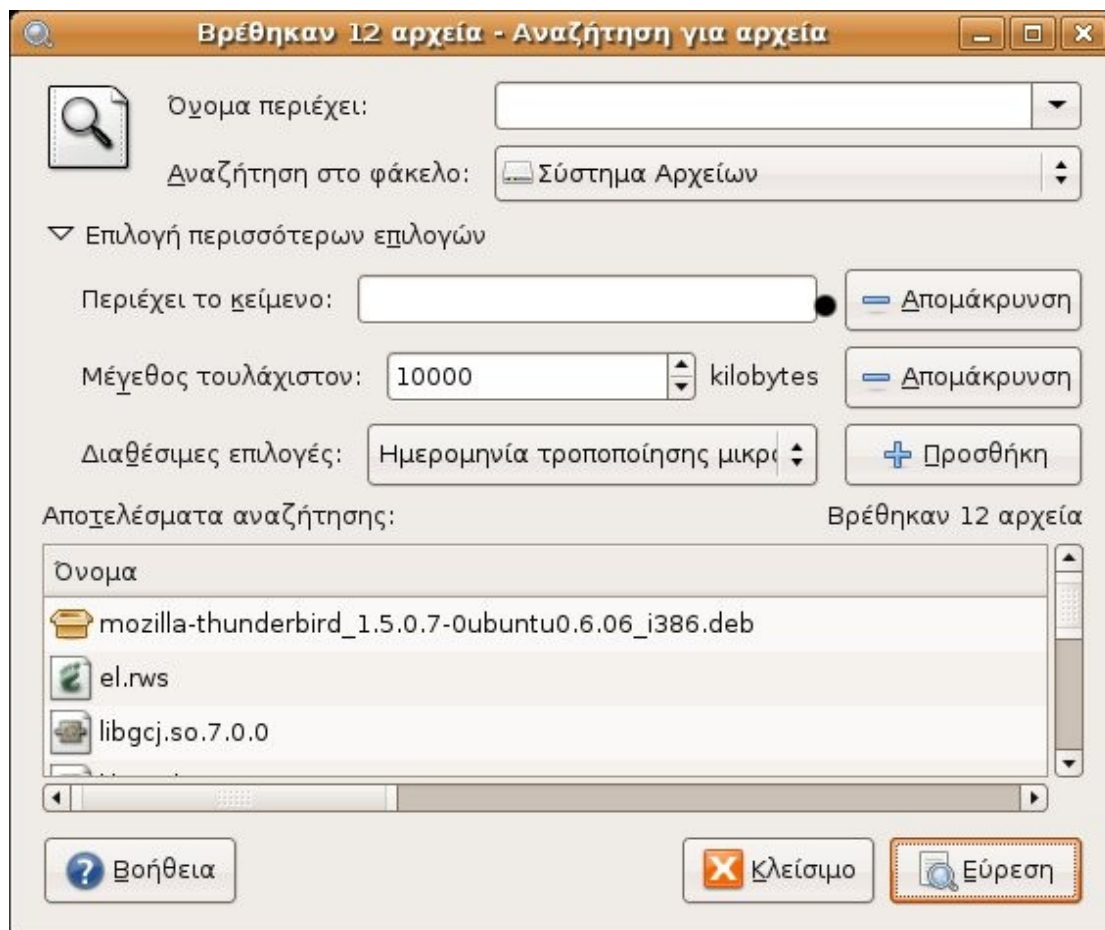 Βρέθηκαν 12 αρχεία - Αναζήτηση για αρχεία
Όνομα περιέχει:
Αναζήτηση στο φάκελο: Σύστημα Αρχείων
Επιλογή περισσότερων επιλογών
Περιέχει το κείμενο: Απομάκρυνση
Μέγεθος τουλάχιστον: 10000 kilobytes Απομάκρυνση
Διαθέσιμες επιλογές: Ημερομηνία τροποποίησης μικρ Προσθήκη
Αποτελέσματα αναζήτησης: Βρέθηκαν 12 αρχεία
Όνομα
mozilla-thunderbird_1.5.0.7-0ubuntu0.6.06_i386.deb
el.rws
libgcj.so.7.0.0
Βοήθεια Κλείσιμο Εύρεση